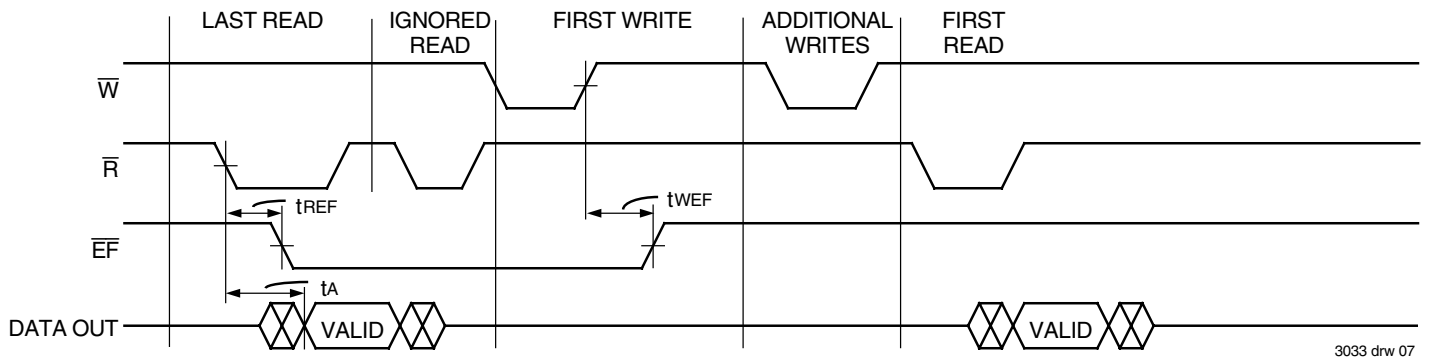 LAST READ
IGNORED
READ
FIRST WRITE
ADDITIONAL
WRITES
FIRST
READ
W̅
R̅
tREF
tWEF
E̅F̅
tA
DATA OUT
VALID
VALID
3033 drw 07